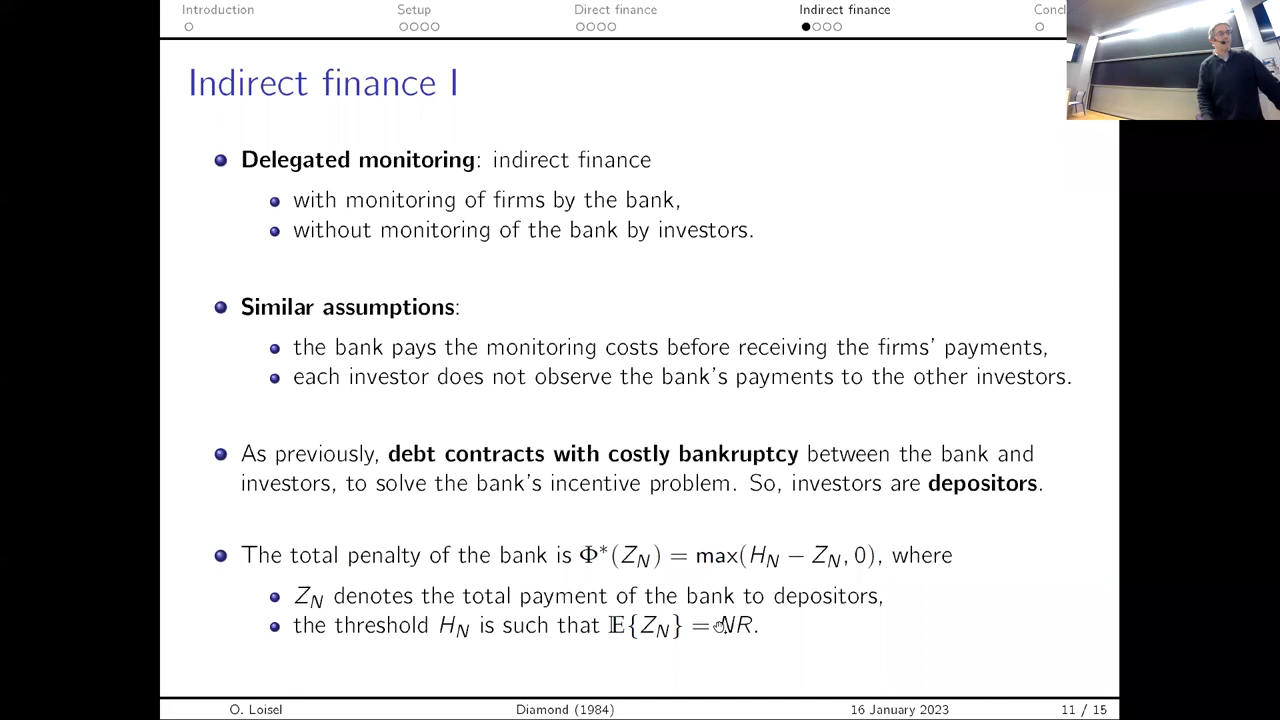 Introduction Setup Direct finance Indirect finance Concl
Indirect finance I
Delegated monitoring: indirect finance
with monitoring of firms by the bank,
without monitoring of the bank by investors.
Similar assumptions:
the bank pays the monitoring costs before receiving the firms' payments,
each investor does not observe the bank's payments to the other investors.
As previously, debt contracts with costly bankruptcy between the bank and
investors, to solve the bank's incentive problem. So, investors are depositors.
The total penalty of the bank is Φ*(Z_N) = max(H_N − Z_N, 0), where
Z_N denotes the total payment of the bank to depositors,
the threshold H_N is such that 𝔼{Z_N} = NR.
O. Loisel Diamond (1984) 16 January 2023 11 / 15